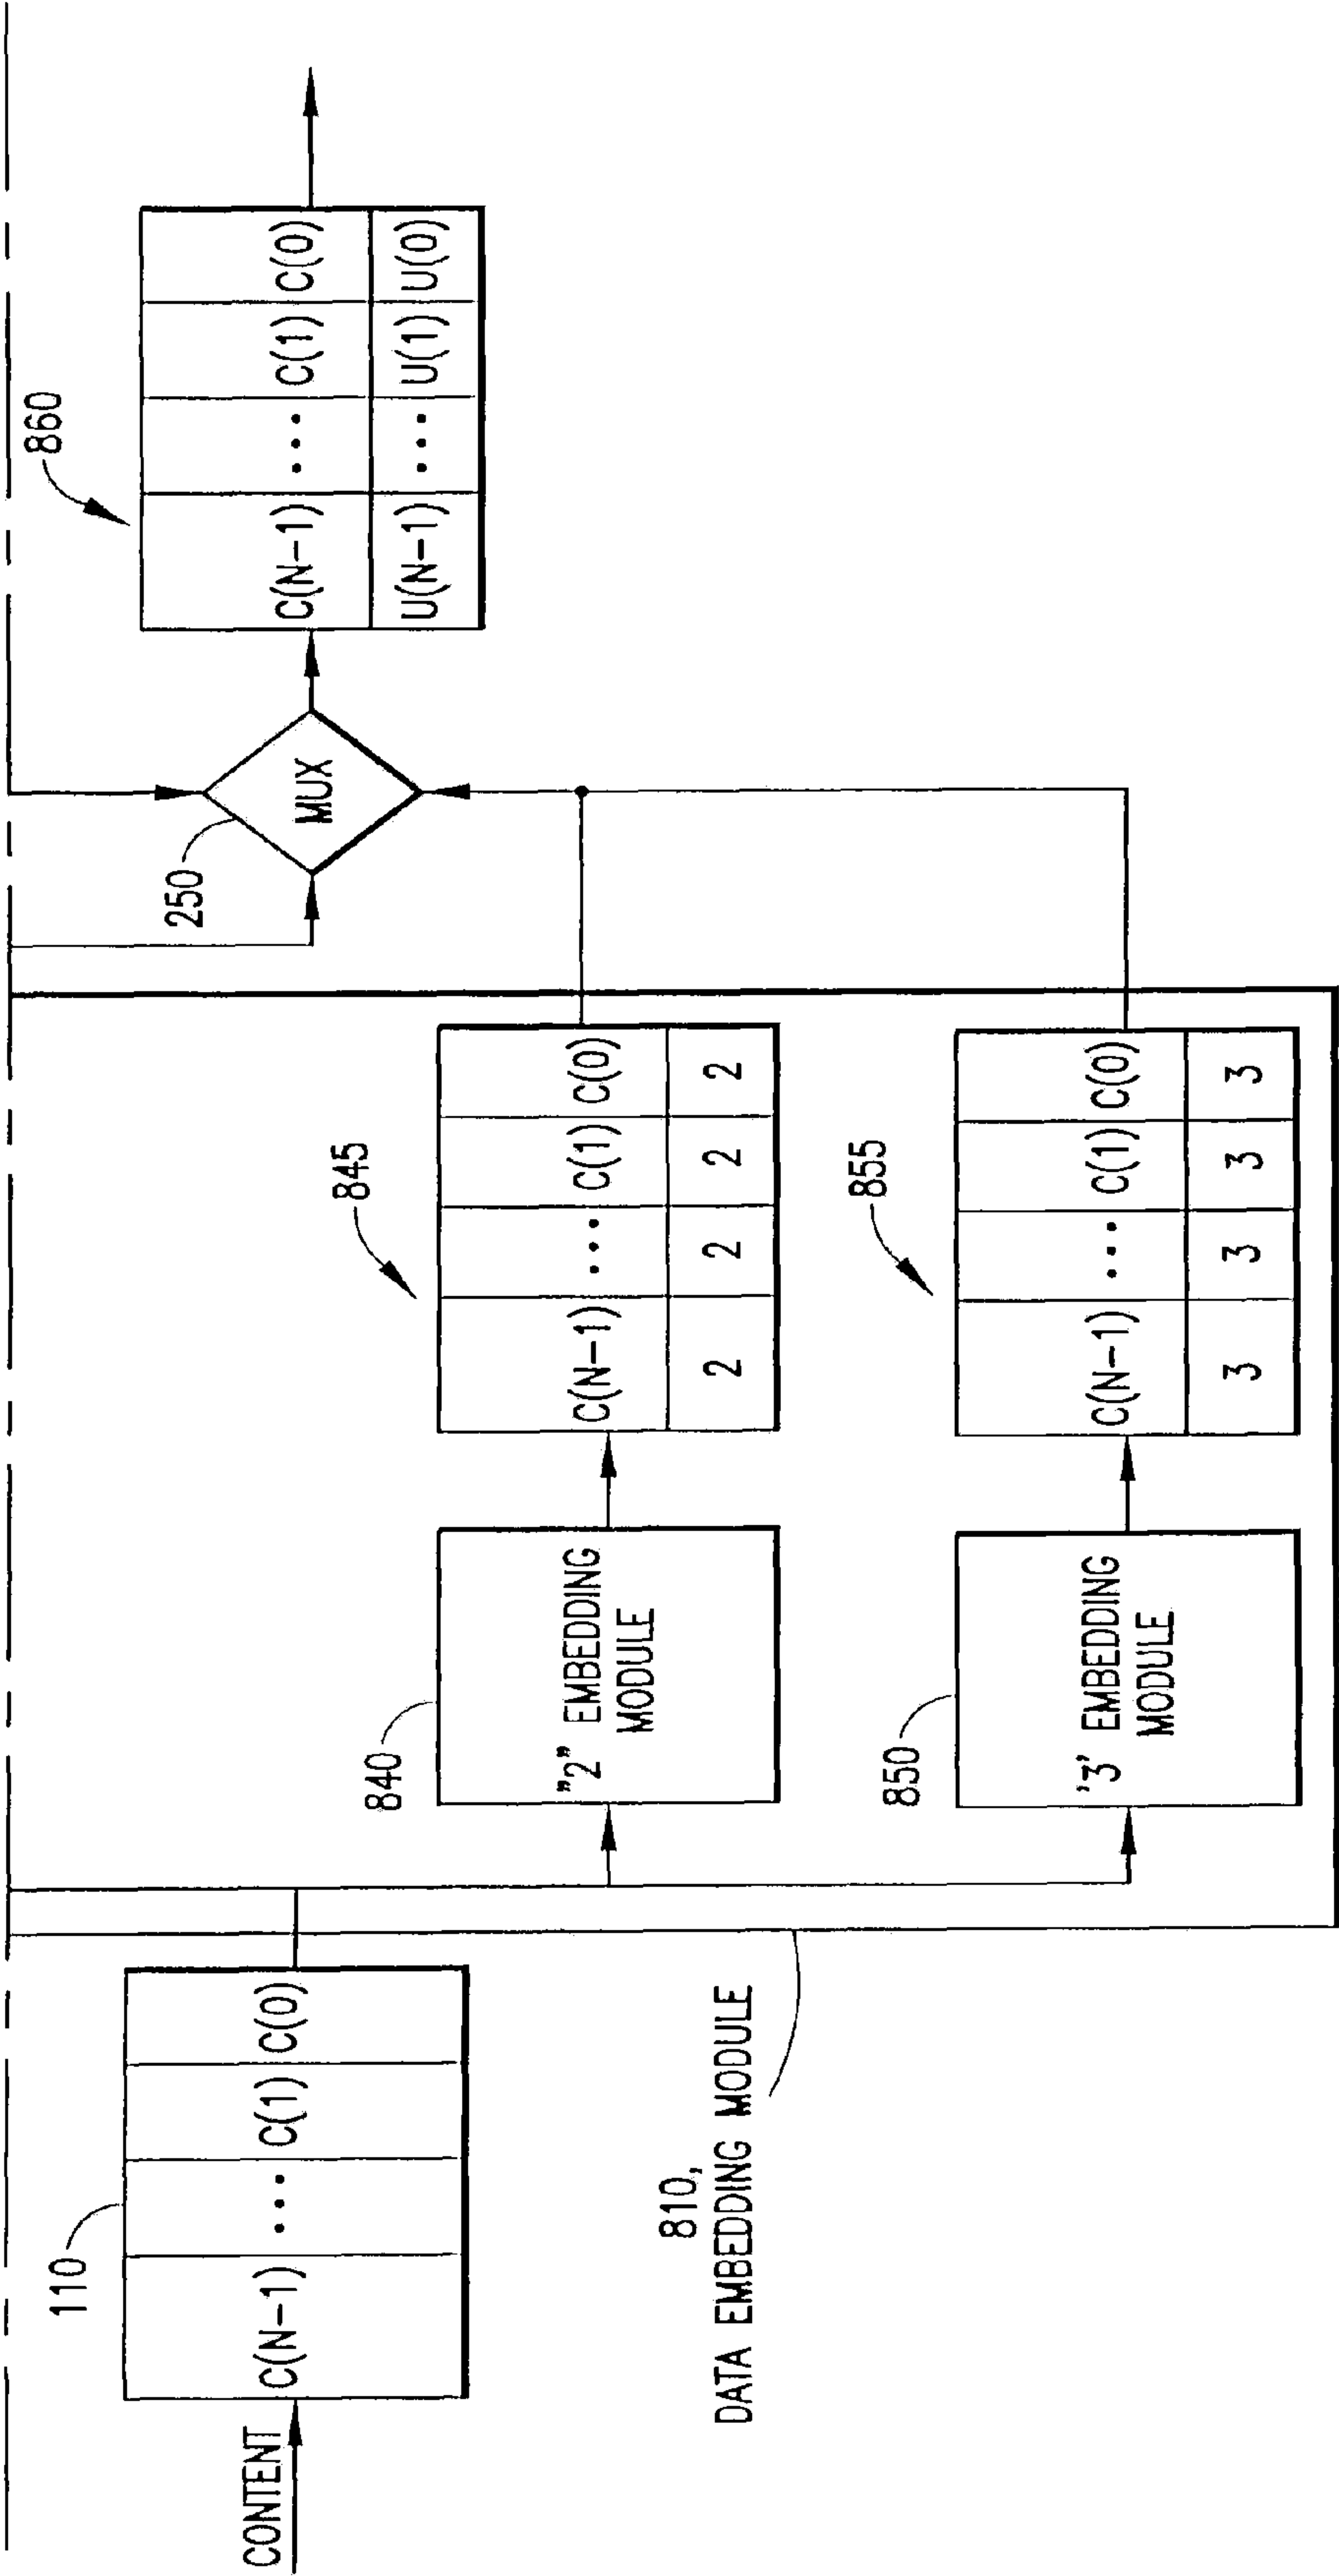 CONTENT
110
C(N-1) ... C(1) C(0)
810,
DATA EMBEDDING MODULE
840
"2" EMBEDDING
MODULE
845
C(N-1) ... C(1) C(0)
2 2 2 2
850
'3' EMBEDDING
MODULE
855
C(N-1) ... C(1) C(0)
3 3 3 3
250
MUX
860
C(N-1) ... C(1) C(0)
U(N-1) ... U(1) U(0)